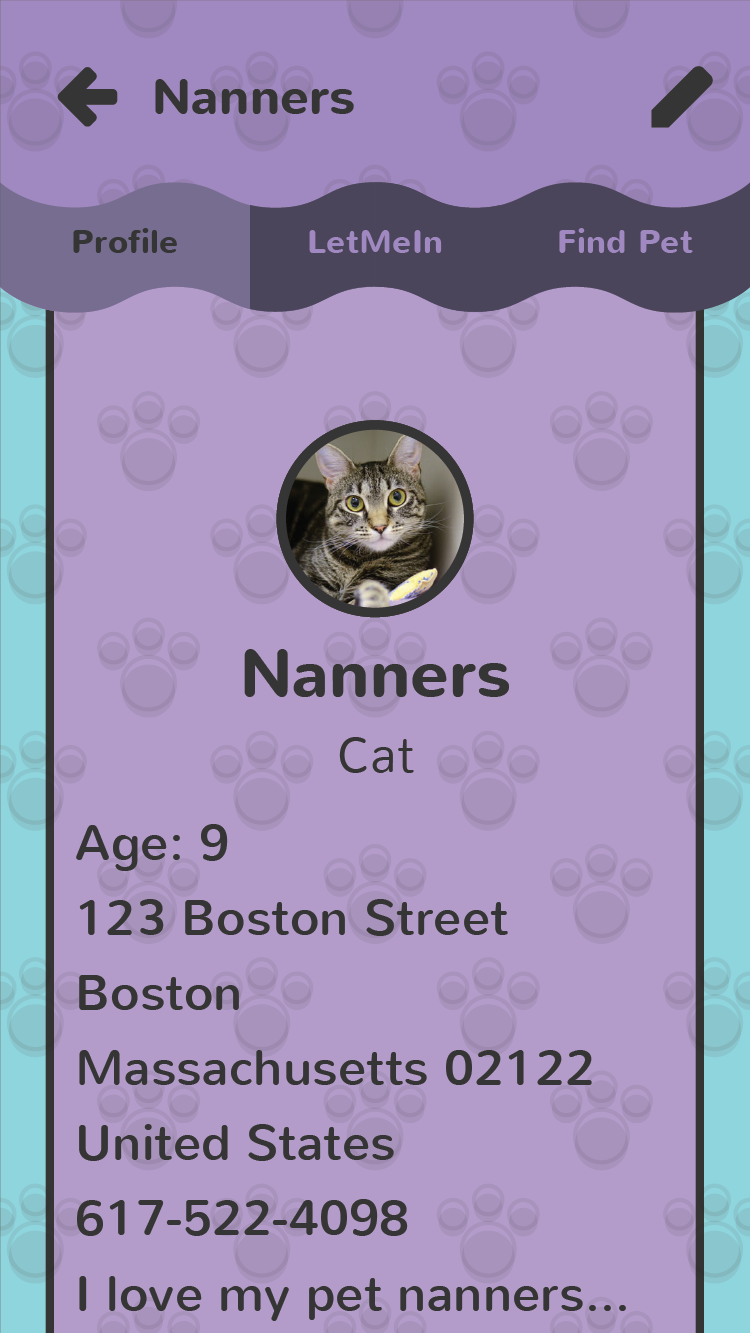 Nanners
Profile LetMeIn Find Pet
Nanners
Cat
Age: 9
123 Boston Street
Boston
Massachusetts 02122
United States
617-522-4098
I love my pet nanners...